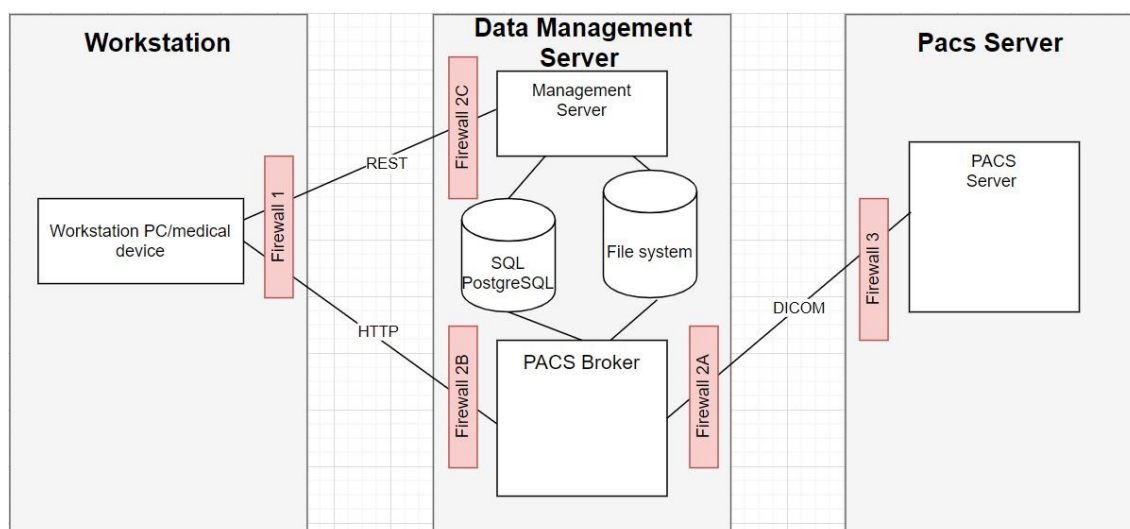 Workstation
Data Management
Server
Pacs Server
Firewall 2C
Management
Server
REST
Firewall 1
PACS
Server
Workstation PC/medical
device
SQL
PostgreSQL
File system
Firewall 3
HTTP
DICOM
Firewall 2B
PACS Broker
Firewall 2A